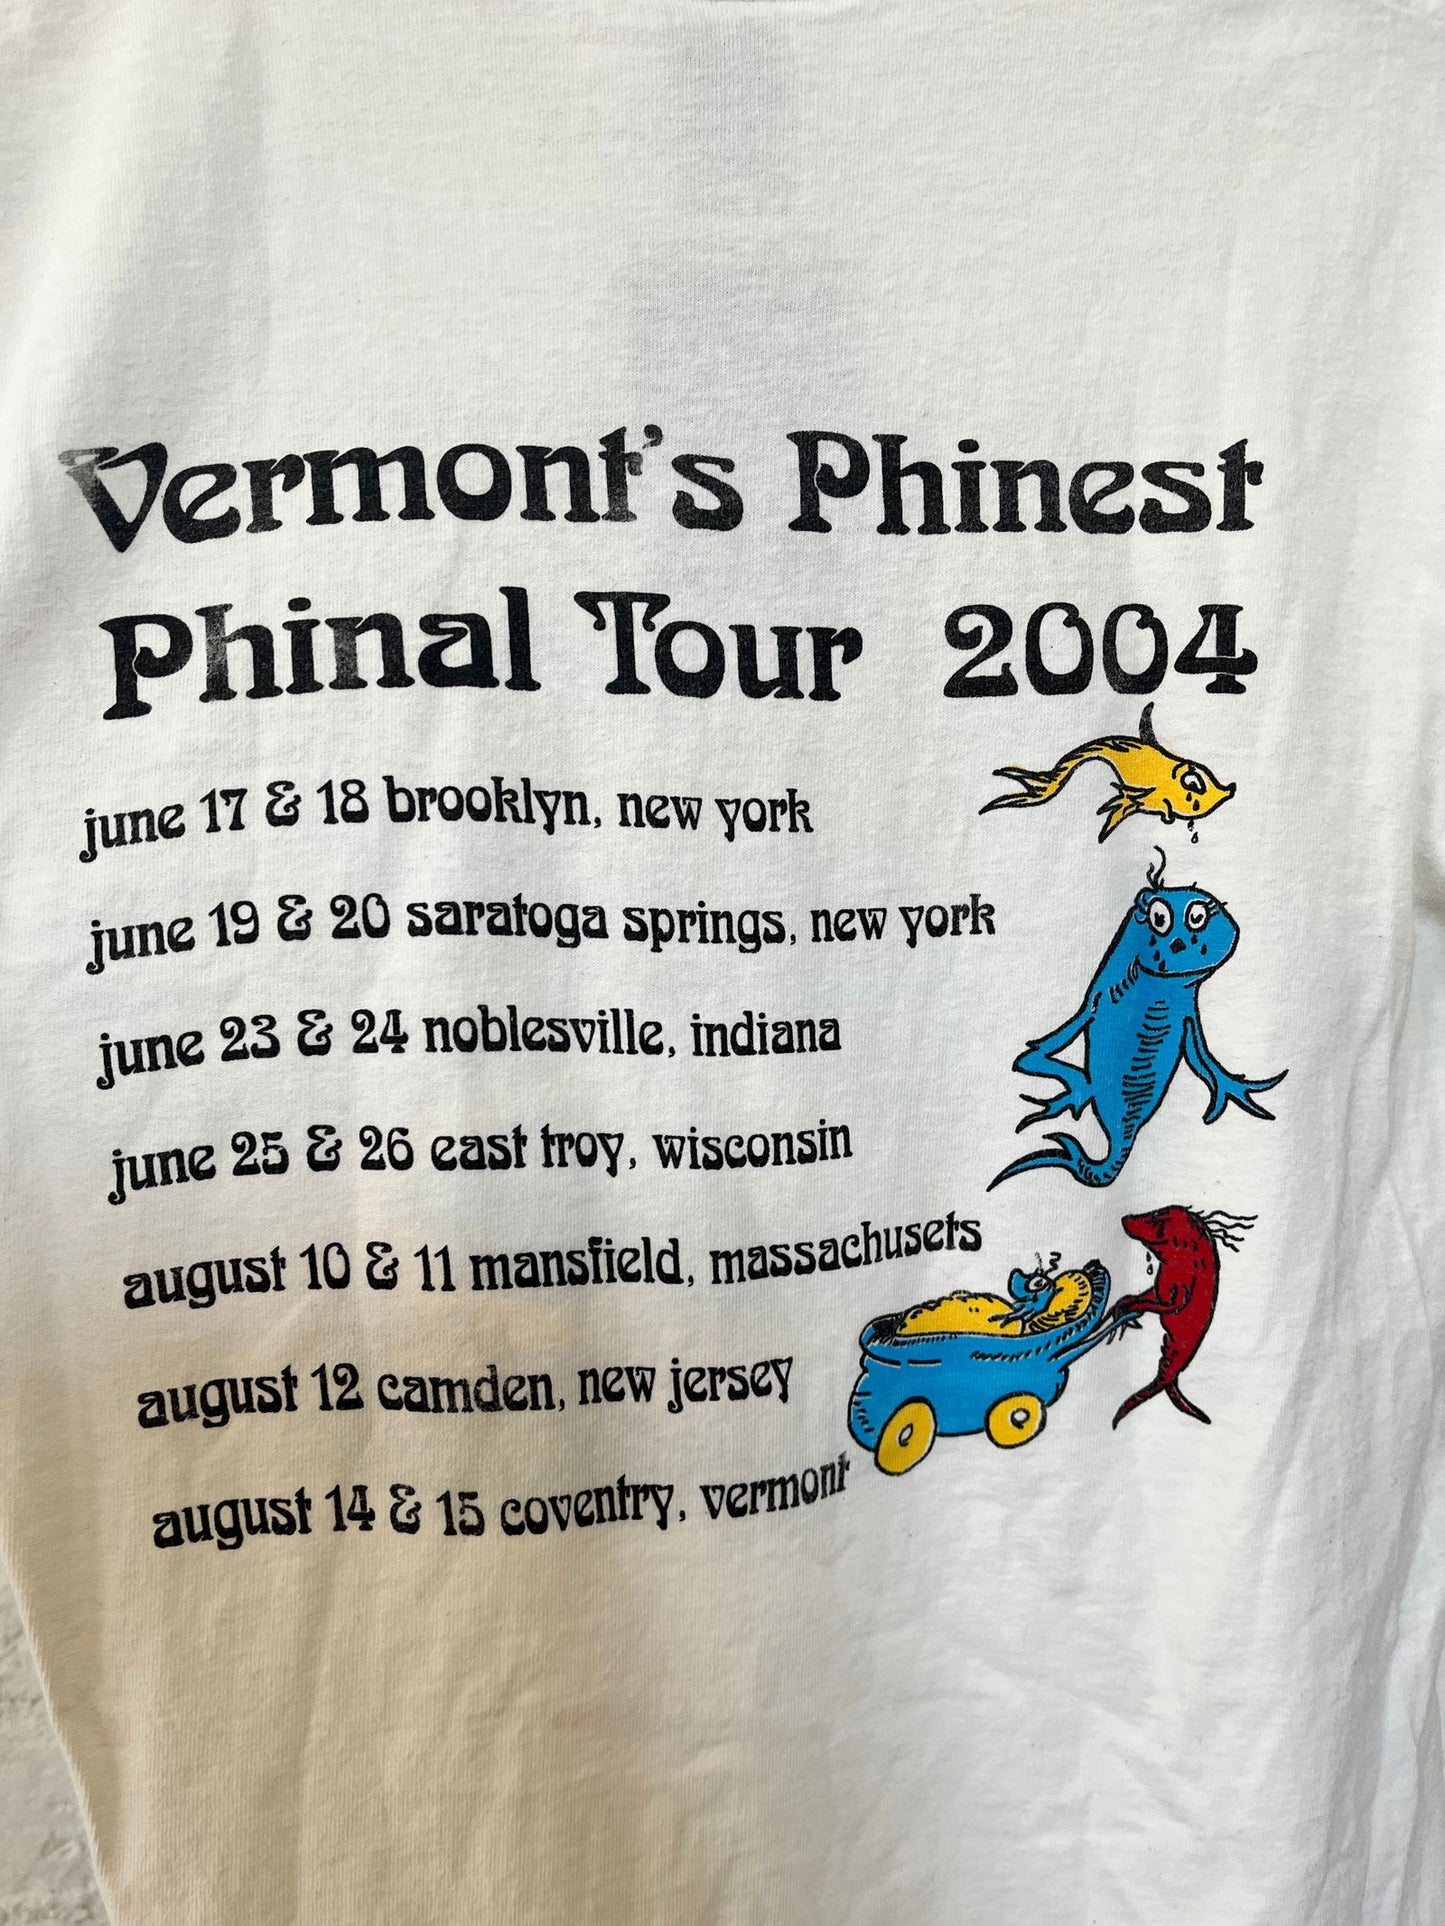 Vermont's Phinest
Phinal Tour 2004
june 17 & 18 brooklyn, new york
june 19 & 20 saratoga springs, new york
june 23 & 24 noblesville, indiana
june 25 & 26 east troy, wisconsin
august 10 & 11 mansfield, massachusets
august 12 camden, new jersey
august 14 & 15 coventry, vermont